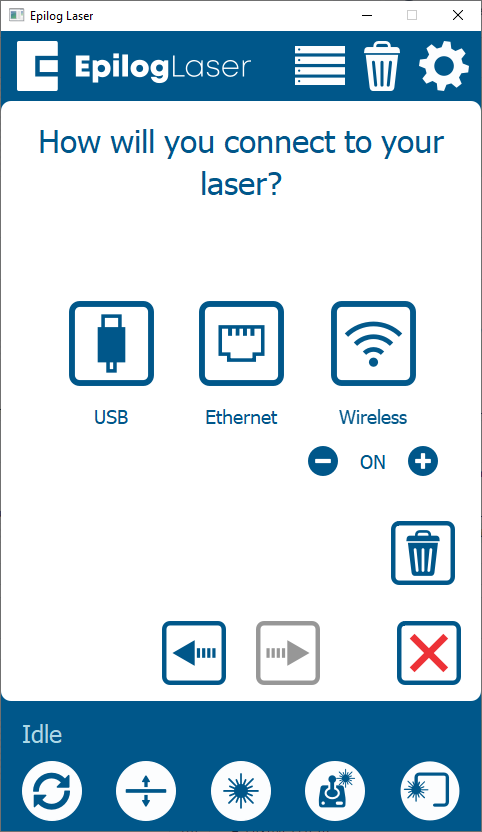 Epilog Laser
EpilogLaser
How will you connect to your
laser?
USB Ethernet Wireless
ON
Idle